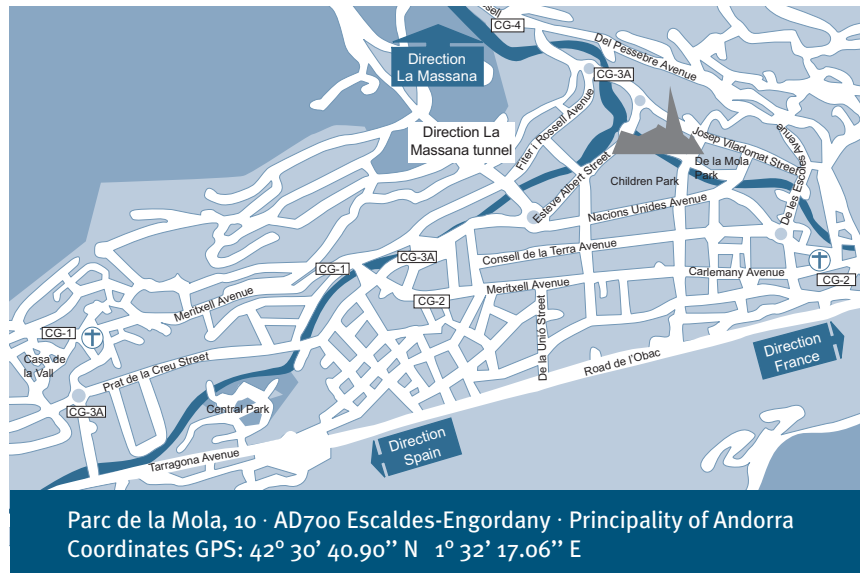 ssell
CG-4
Del Pessebre Avenue
Direction
La Massana
CG-3A
Direction La
Massana tunnel
Fiter i Rossell Avenue
Josep Viladomat Street
De la Mola
Park
De les Escoles
Avenue
Children Park
Esteve Albert Street
Nacions Unides Avenue
Consell de la Terra Avenue
CG-3A
CG-1
Meritxell Avenue
Carlemany Avenue
CG-2
CG-2
Meritxell Avenue
De la Unió Street
CG-1
Casa de
la Vall
Prat de la Creu Street
Road de l'Obac
Direction
France
CG-3A
Central Park
Direction
Spain
Tarragona Avenue
Parc de la Mola, 10 · AD700 Escaldes-Engordany · Principality of Andorra
Coordinates GPS: 42º 30’ 40.90’’ N 1º 32’ 17.06’’ E